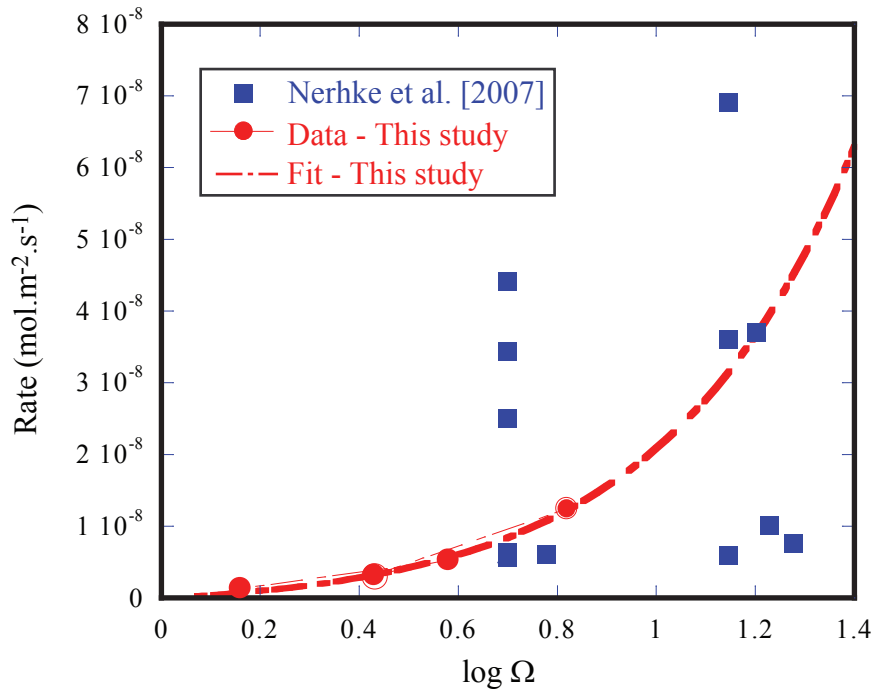 8 10⁻⁸
7 10⁻⁸
6 10⁻⁸
5 10⁻⁸
4 10⁻⁸
3 10⁻⁸
2 10⁻⁸
1 10⁻⁸
0
Rate (mol.m⁻².s⁻¹)
Nerhke et al. [2007]
Data - This study
Fit - This study
0 0.2 0.4 0.6 0.8 1 1.2 1.4
log Ω